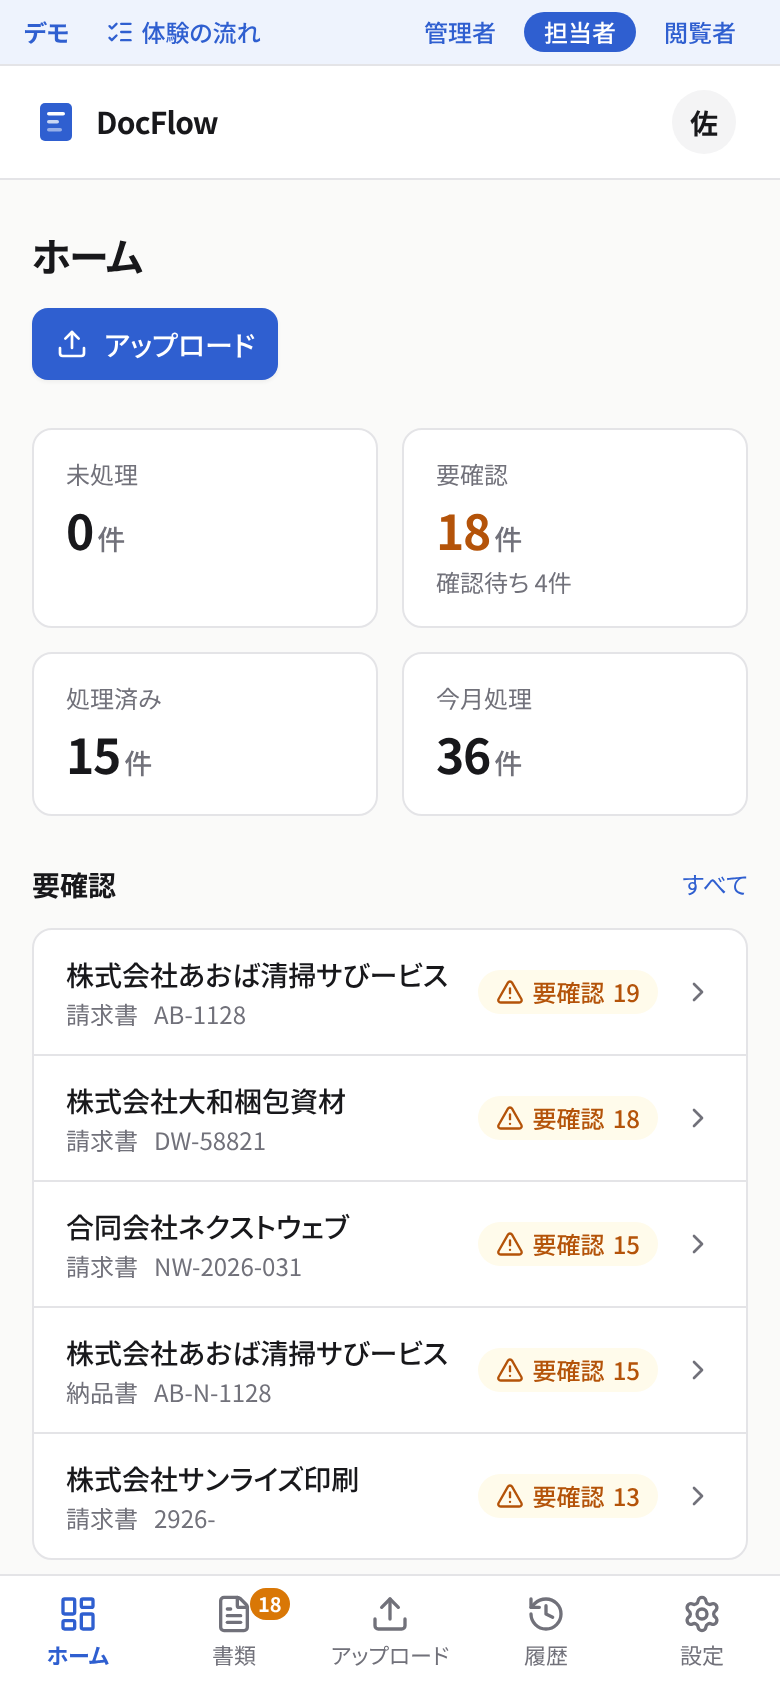 デモ 体験の流れ 管理者 担当者 閲覧者
DocFlow 佐
ホーム
アップロード
未処理
0件
要確認
18件
確認待ち 4件
処理済み
15件
今月処理
36件
要確認 すべて
株式会社あおば清掃サびービス
請求書 AB-1128
要確認 19
株式会社大和梱包資材
請求書 DW-58821
要確認 18
合同会社ネクストウェブ
請求書 NW-2026-031
要確認 15
株式会社あおば清掃サびービス
納品書 AB-N-1128
要確認 15
株式会社サンライズ印刷
請求書 2926-
要確認 13
18
ホーム 書類 アップロード 履歴 設定